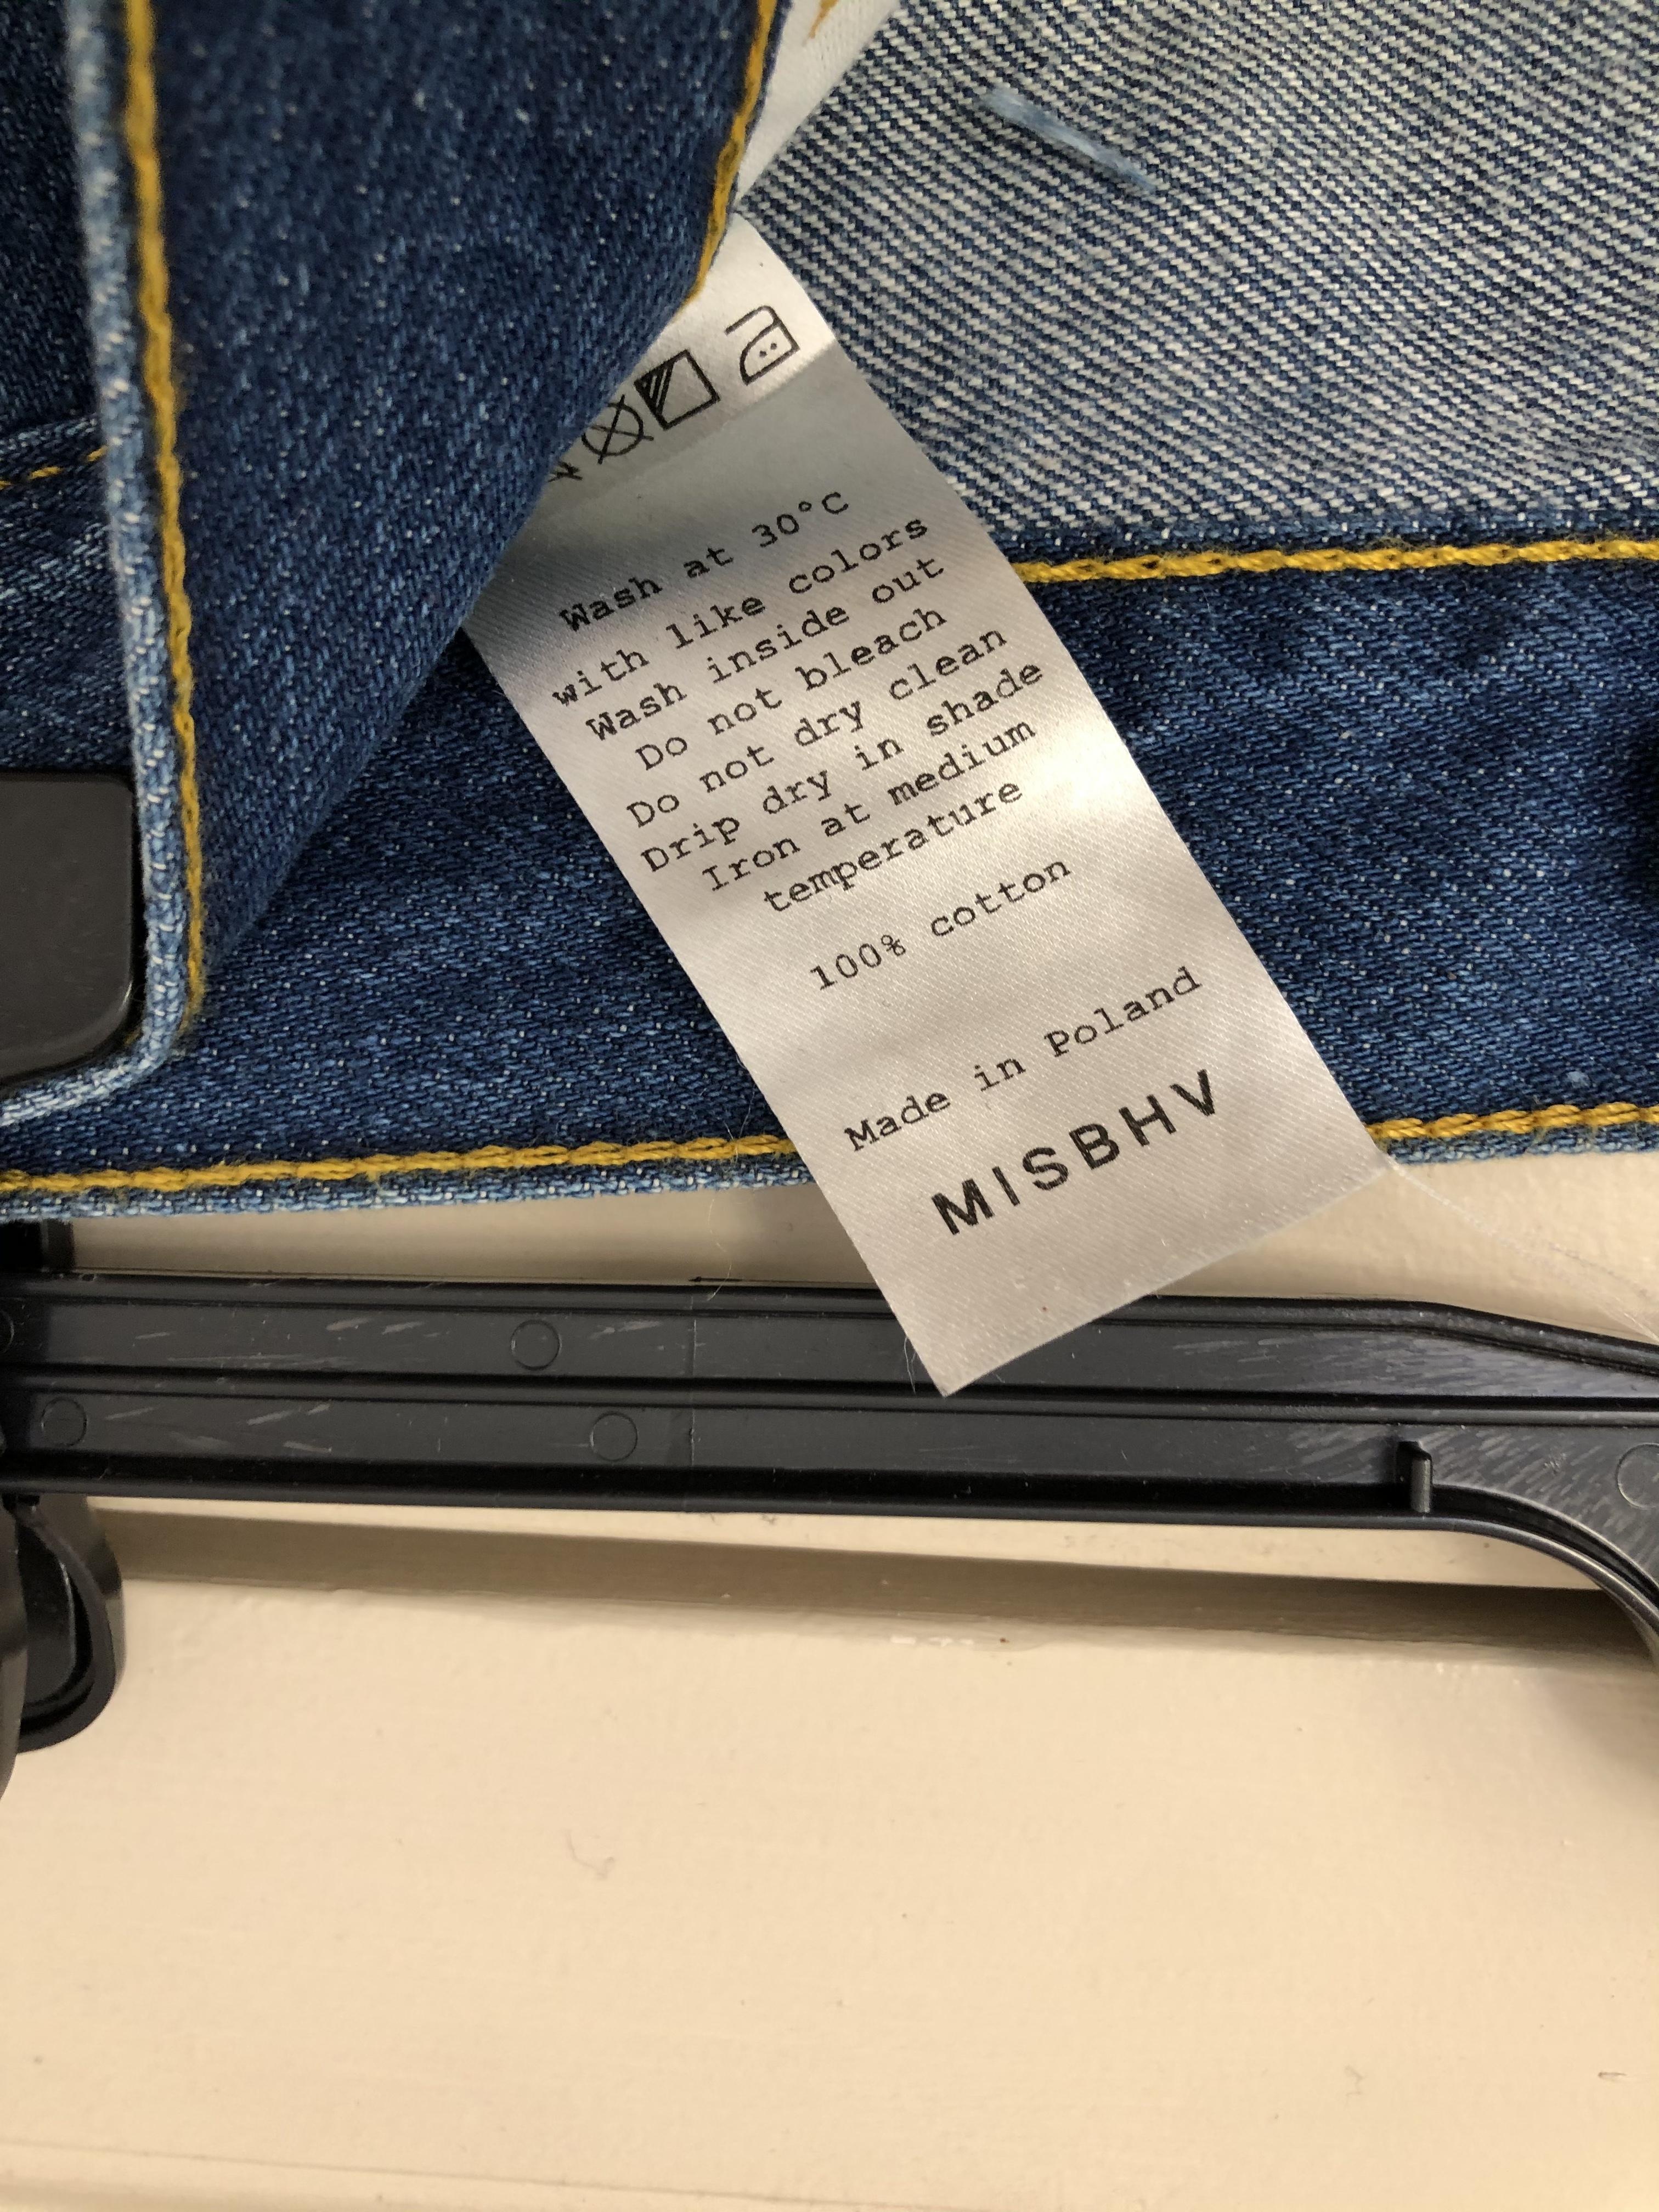 Wash at 30°C
with like colors
Wash inside out
Do not bleach
Do not dry clean
Drip dry in shade
Iron at medium
temperature
100% cotton
Made in Poland
MISBHV